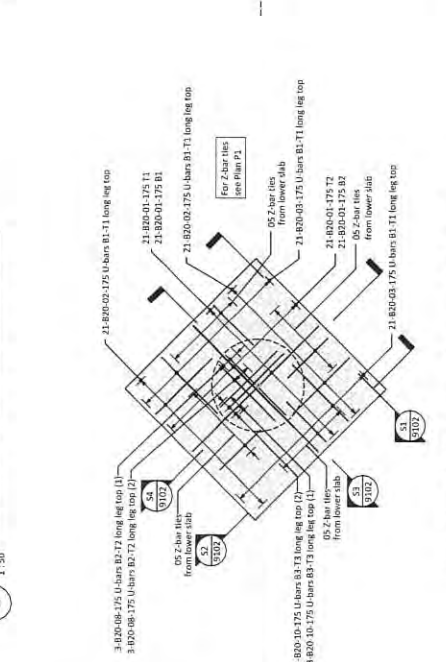 1 : 50
21-B20-02-175 U-bars B1-T1 long leg top
21-B20-01-175 T1
21-B20-01-175 B1
21-B20-02-175 U-bars B1-T1 long leg top
For Z-bar ties
see Plan P1
05 Z-bar ties
from lower slab
21-B20-03-175 U-bars B1-T1 long leg top
21-B20-01-175 T2
21-B20-01-175 B2
05 Z-bar ties
from lower slab
21-B20-03-175 U-bars B1-T1 long leg top
3-B20-08-175 U-bars B2-T2 long leg top (1)
3-B20-08-175 U-bars B2-T2 long leg top (2)
S4
9102
05 Z-bar ties
from lower slab
S2
9102
-B20-10-175 U-bars B3-T3 long leg top (2)
-B20-10-175 U-bars B3-T3 long leg top (1)
05 Z-bar ties
from lower slab
S3
9102
S1
9102